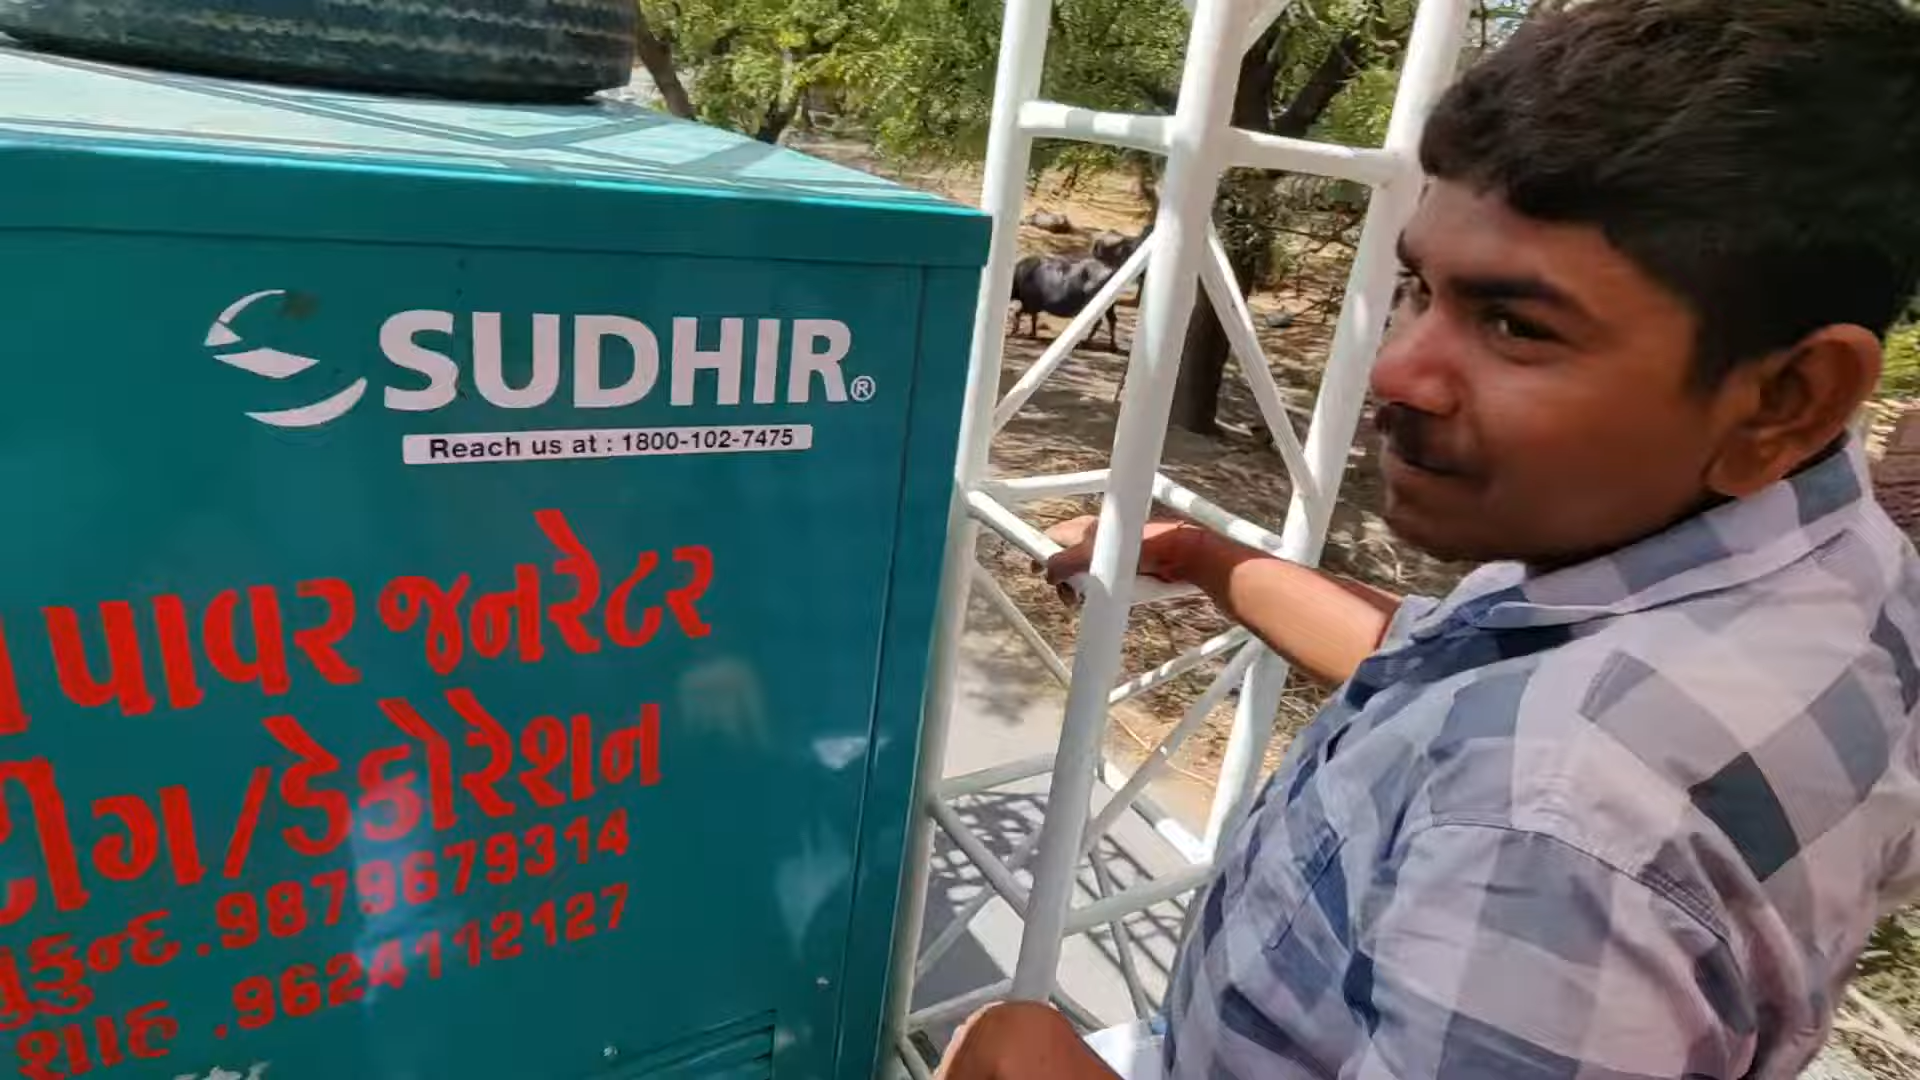 SUDHIR®
Reach us at : 1800-102-7475
પાવર જનરેટર
/ડેકોરેશન
.9879679314
શાહ .9624112127